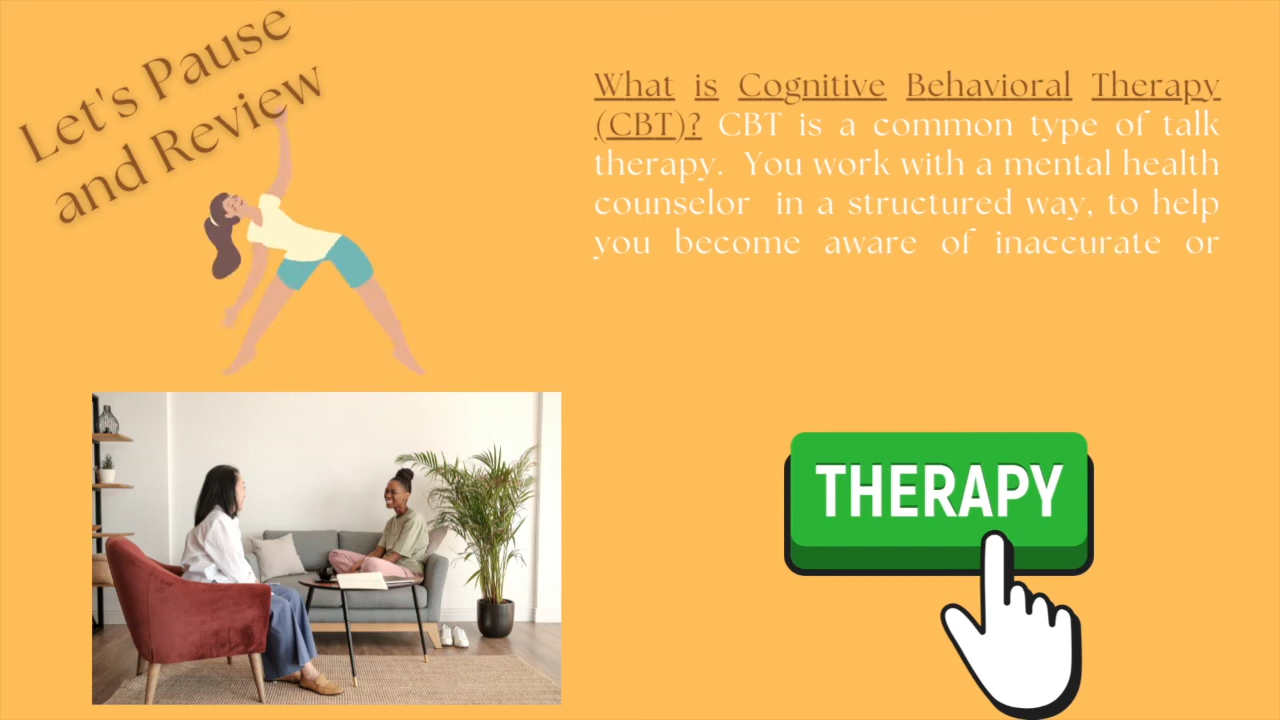 Let's Pause
and Review
What is Cognitive Behavioral Therapy
(CBT)? CBT is a common type of talk
therapy. You work with a mental health
counselor in a structured way, to help
you become aware of inaccurate or
THERAPY